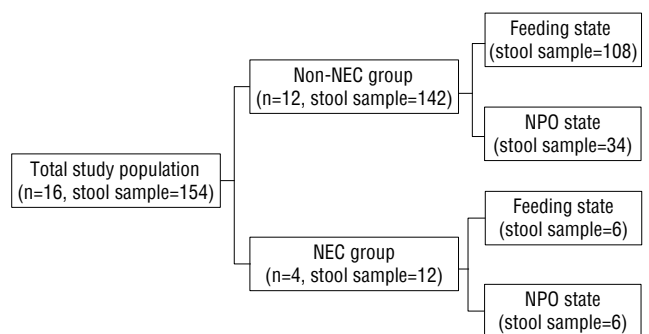 Total study population
(n=16, stool sample=154)
Non-NEC group
(n=12, stool sample=142)
Feeding state
(stool sample=108)
NPO state
(stool sample=34)
NEC group
(n=4, stool sample=12)
Feeding state
(stool sample=6)
NPO state
(stool sample=6)